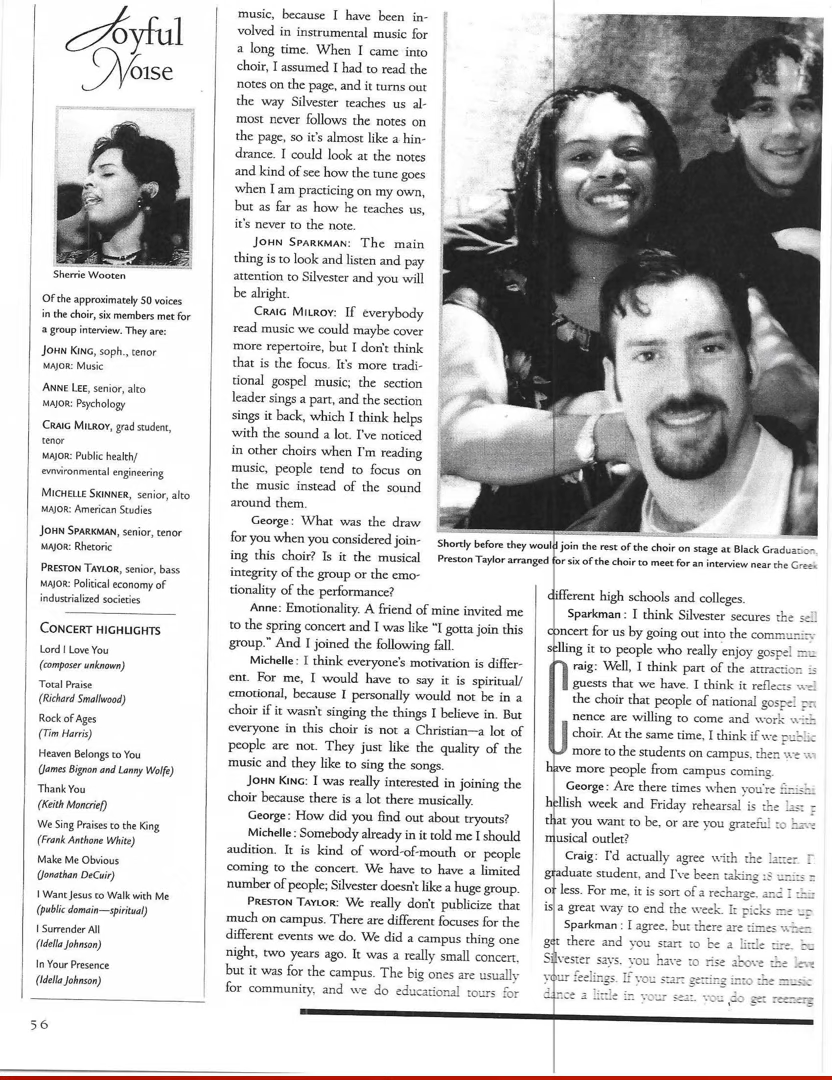 Joyful
Noise
Sherrie Wooten
Of the approximately 50 voices
in the choir, six members met for
a group interview. They are:
JOHN KING, soph., tenor
MAJOR: Music
ANNE LEE, senior, alto
MAJOR: Psychology
CRAIG MILROY, grad student,
tenor
MAJOR: Public health/
evnvironmental engineering
MICHELLE SKINNER, senior, alto
MAJOR: American Studies
JOHN SPARKMAN, senior, tenor
MAJOR: Rhetoric
PRESTON TAYLOR, senior, bass
MAJOR: Political economy of
industrialized societies
CONCERT HIGHLIGHTS
Lord I Love You
(composer unknown)
Total Praise
(Richard Smallwood)
Rock of Ages
(Tim Harris)
Heaven Belongs to You
(James Bignon and Lanny Wolfe)
Thank You
(Keith Moncrief)
We Sing Praises to the King
(Frank Anthone White)
Make Me Obvious
(Jonathan DeCuir)
I Want Jesus to Walk with Me
(public domain—spiritual)
I Surrender All
(Idella Johnson)
In Your Presence
(Idella Johnson)
music, because I have been in-
volved in instrumental music for
a long time. When I came into
choir, I assumed I had to read the
notes on the page, and it turns out
the way Silvester teaches us al-
most never follows the notes on
the page, so it's almost like a hin-
drance. I could look at the notes
and kind of see how the tune goes
when I am practicing on my own,
but as far as how he teaches us,
it's never to the note.
JOHN SPARKMAN: The main
thing is to look and listen and pay
attention to Silvester and you will
be alright.
CRAIG MILROY: If everybody
read music we could maybe cover
more repertoire, but I don't think
that is the focus. It's more tradi-
tional gospel music; the section
leader sings a part, and the section
sings it back, which I think helps
with the sound a lot. I've noticed
in other choirs when I'm reading
music, people tend to focus on
the music instead of the sound
around them.
George: What was the draw
for you when you considered join-
ing this choir? Is it the musical
integrity of the group or the emo-
tionality of the performance?
Anne: Emotionality. A friend of mine invited me
to the spring concert and I was like "I gotta join this
group." And I joined the following fall.
Michelle: I think everyone's motivation is differ-
ent. For me, I would have to say it is spiritual/
emotional, because I personally would not be in a
choir if it wasn't singing the things I believe in. But
everyone in this choir is not a Christian—a lot of
people are not. They just like the quality of the
music and they like to sing the songs.
JOHN KING: I was really interested in joining the
choir because there is a lot there musically.
George: How did you find out about tryouts?
Michelle: Somebody already in it told me I should
audition. It is kind of word-of-mouth or people
coming to the concert. We have to have a limited
number of people; Silvester doesn't like a huge group.
PRESTON TAYLOR: We really don't publicize that
much on campus. There are different focuses for the
different events we do. We did a campus thing one
night, two years ago. It was a really small concert,
but it was for the campus. The big ones are usually
for community, and we do educational tours for
Shortly before they would join the rest of the choir on stage at Black Graduation,
Preston Taylor arranged for six of the choir to meet for an interview near the Greek
different high schools and colleges.
Sparkman: I think Silvester secures the sell
concert for us by going out into the community
selling it to people who really enjoy gospel mu
Craig: Well, I think part of the attraction is
guests that we have. I think it reflects wel
the choir that people of national gospel pro
nence are willing to come and work with
choir. At the same time, I think if we public
more to the students on campus, then we w
have more people from campus coming.
George: Are there times when you're finishi
hellish week and Friday rehearsal is the last p
that you want to be, or are you grateful to have
musical outlet?
Craig: I'd actually agree with the latter. I'
graduate student, and I've been taking 18 units
or less. For me, it is sort of a recharge, and I thi
is a great way to end the week. It picks me up
Sparkman: I agree, but there are times when
get there and you start to be a little tire, bu
Silvester says, you have to rise above the leve
your feelings. If you start getting into the music
dance a little in your seat, you do get reenerg
56